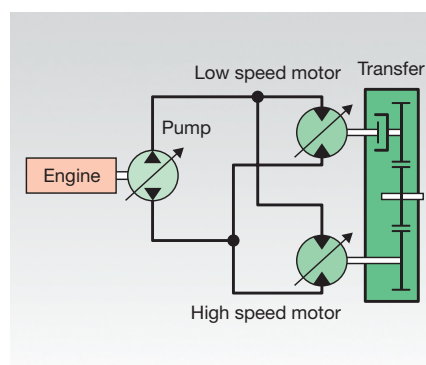 Low speed motor
Transfer
Pump
Engine
High speed motor